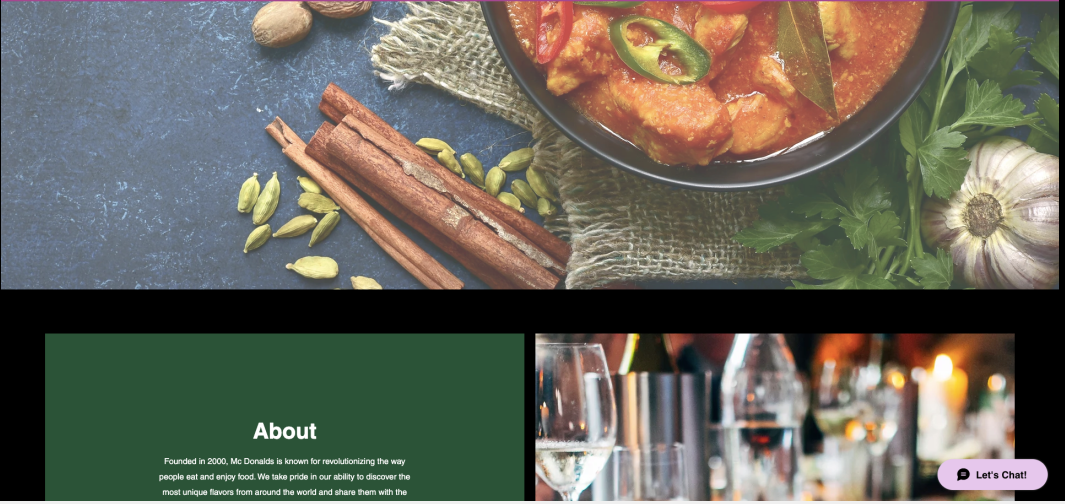 About
Founded in 2000, Mc Donalds is known for revolutionizing the way
people eat and enjoy food. We take pride in our ability to discover the
most unique flavors from around the world and share them with the
Let's Chat!